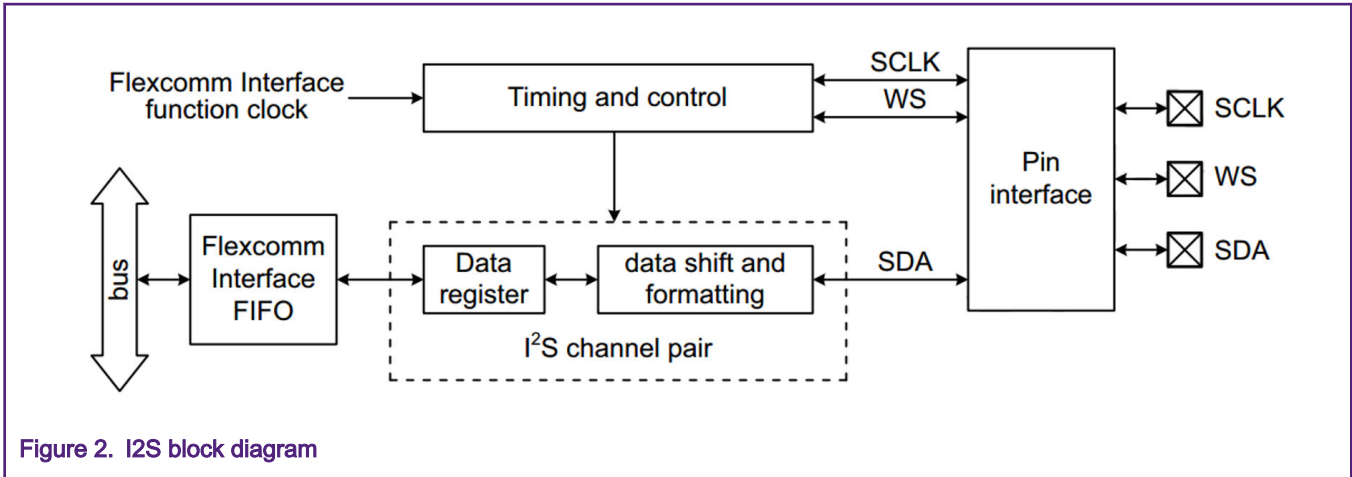 Flexcomm Interface
function clock
Timing and control
SCLK
WS
Pin
interface
SCLK
WS
SDA
bus
Flexcomm
Interface
FIFO
Data
register
data shift and
formatting
SDA
I²S channel pair
Figure 2. I2S block diagram